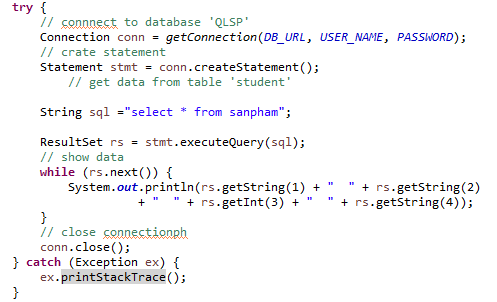 try {
// connnect to database 'QLSP'
Connection conn = getConnection(DB_URL, USER_NAME, PASSWORD);
// crate statement
Statement stmt = conn.createStatement();
// get data from table 'student'
String sql ="select * from sanpham";
ResultSet rs = stmt.executeQuery(sql);
// show data
while (rs.next()) {
System.out.println(rs.getString(1) + "  " + rs.getString(2)
+ "  " + rs.getInt(3) + "  " + rs.getString(4));
}
// close connectionph
conn.close();
} catch (Exception ex) {
ex.printStackTrace();
}